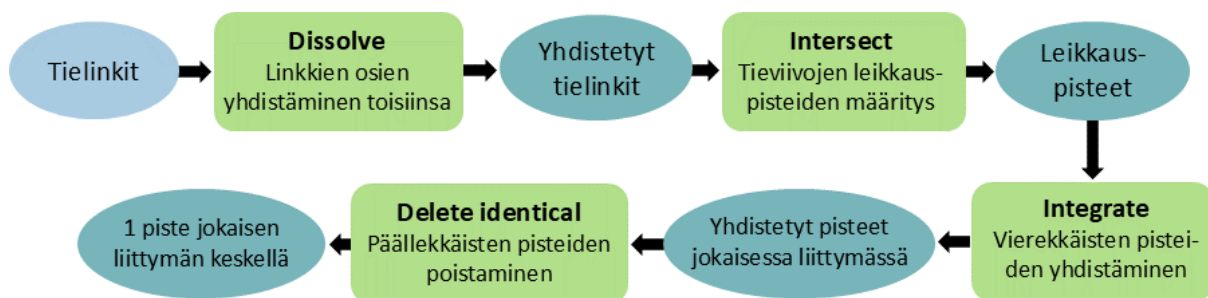 Tielinkit
Dissolve
Linkkien osien
yhdistäminen toisiinsa
Yhdistetyt
tielinkit
Intersect
Tieviivojen leikkaus-
pisteiden määritys
Leikkaus-
pisteet
Integrate
Vierekkäisten pistei-
den yhdistäminen
Yhdistetyt pisteet
jokaisessa liittymässä
Delete identical
Päällekkäisten pisteiden
poistaminen
1 piste jokaisen
liittymän keskellä